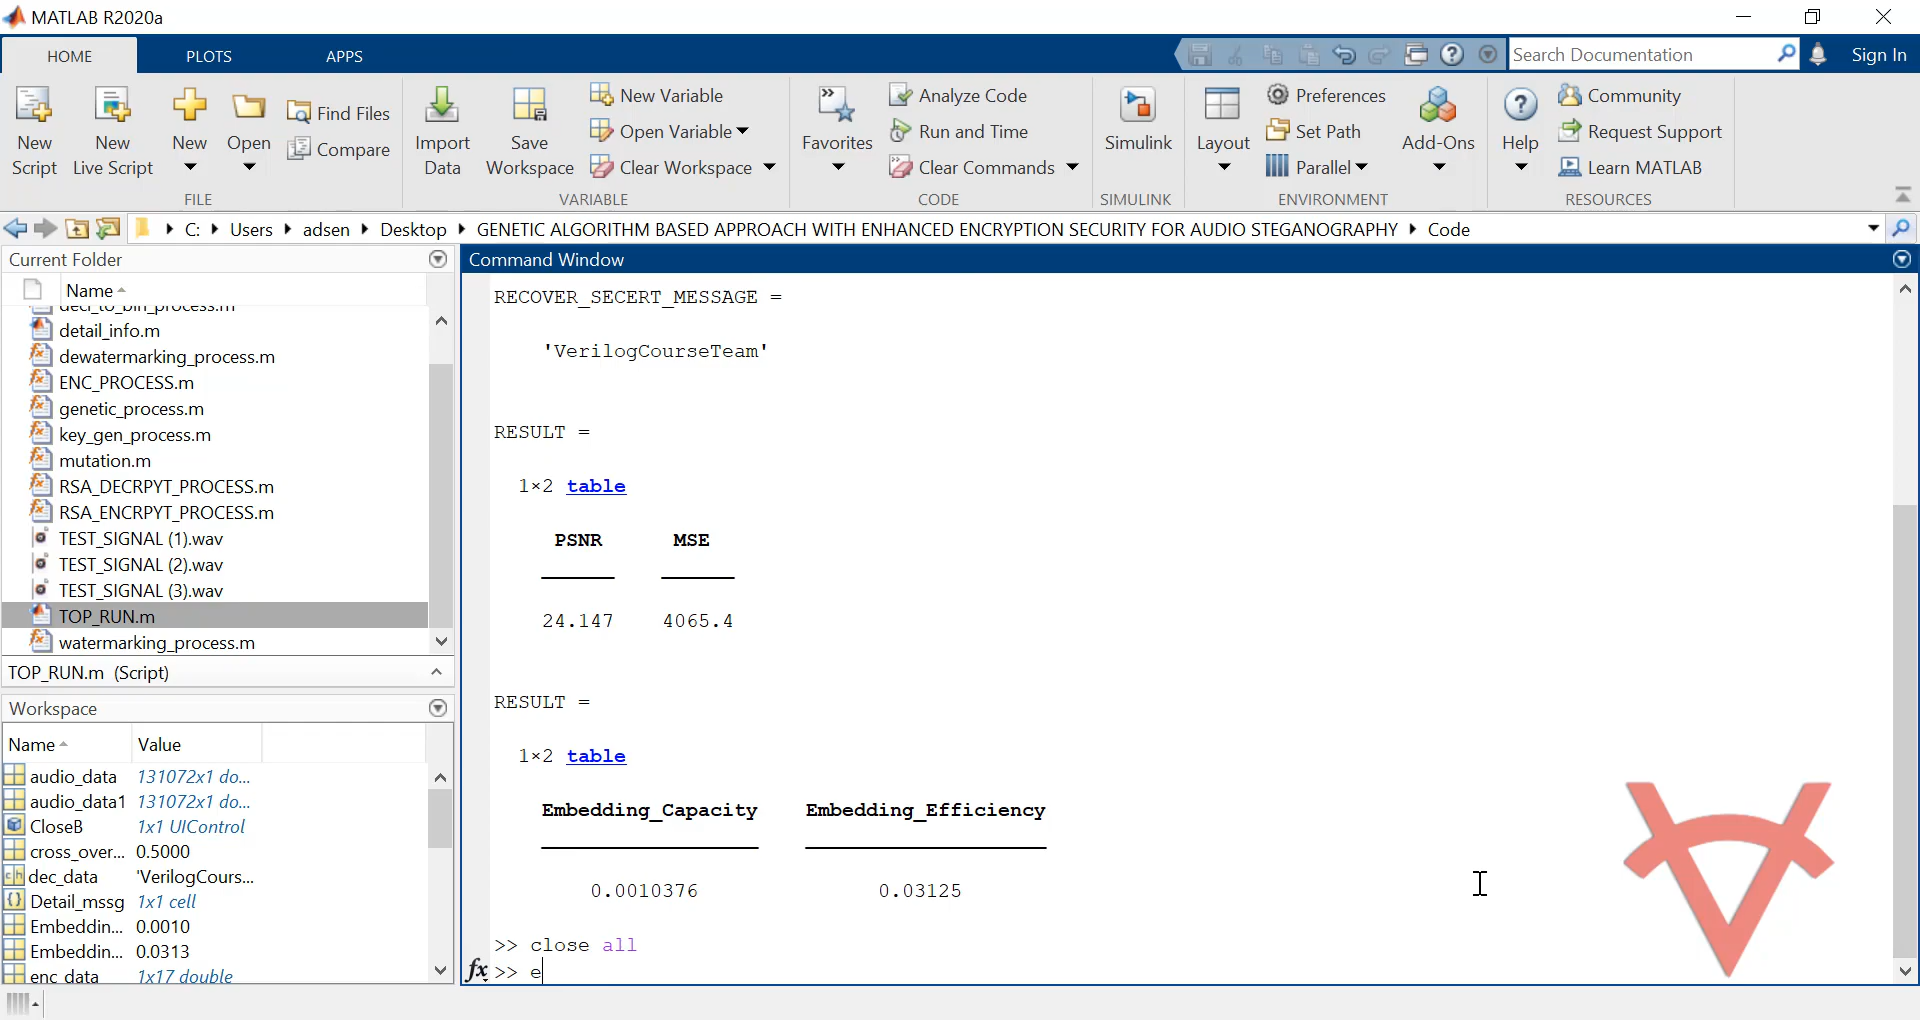 MATLAB R2020a
HOME PLOTS APPS
Search Documentation Sign In
New Script
New Live Script
New
Open
Find Files
Compare
FILE
Import Data
Save Workspace
New Variable
Open Variable
Clear Workspace
VARIABLE
Favorites
Analyze Code
Run and Time
Clear Commands
CODE
Simulink
SIMULINK
Layout
Preferences
Set Path
Parallel
Add-Ons
ENVIRONMENT
Help
Community
Request Support
Learn MATLAB
RESOURCES
C: Users adsen Desktop GENETIC ALGORITHM BASED APPROACH WITH ENHANCED ENCRYPTION SECURITY FOR AUDIO STEGANOGRAPHY Code
Current Folder
Name
deci_to_bin_process.m
detail_info.m
dewatermarking_process.m
ENC_PROCESS.m
genetic_process.m
key_gen_process.m
mutation.m
RSA_DECRPYT_PROCESS.m
RSA_ENCRPYT_PROCESS.m
TEST_SIGNAL (1).wav
TEST_SIGNAL (2).wav
TEST_SIGNAL (3).wav
TOP_RUN.m
watermarking_process.m
TOP_RUN.m (Script)
Workspace
Name Value
audio_data 131072x1 do...
audio_data1 131072x1 do...
CloseB 1x1 UIControl
cross_over... 0.5000
dec_data 'VerilogCours...
Detail_mssg 1x1 cell
Embeddin... 0.0010
Embeddin... 0.0313
enc_data 1x17 double
Command Window
RECOVER_SECERT_MESSAGE =
'VerilogCourseTeam'
RESULT =
1×2 table
PSNR MSE
24.147 4065.4
RESULT =
1×2 table
Embedding_Capacity Embedding_Efficiency
0.0010376 0.03125
>> close all
fx >> e